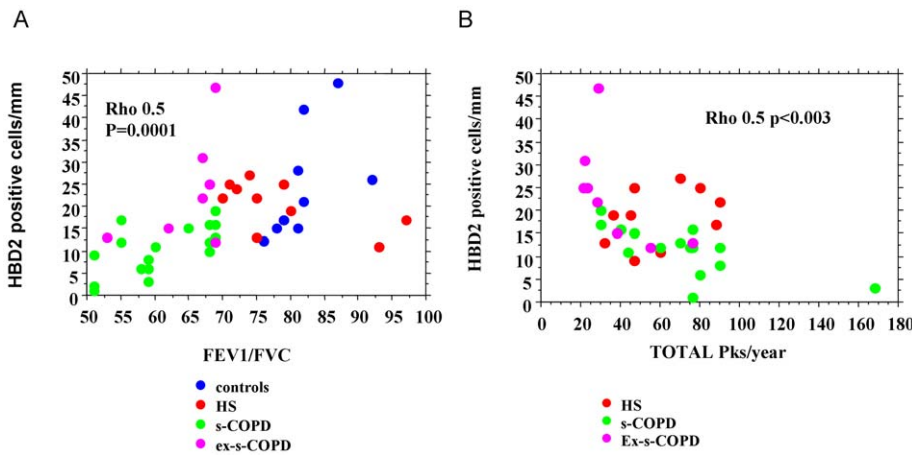 A
HBD2 positive cells/mm
50
45
40
35
30
25
20
15
10
5
0
Rho 0.5
P=0.0001
50 55 60 65 70 75 80 85 90 95 100
FEV1/FVC
controls
HS
s-COPD
ex-s-COPD
B
HBD2 positive cells/mm
50
45
40
35
30
25
20
15
10
5
0
Rho 0.5 p<0.003
0 20 40 60 80 100 120 140 160 180
TOTAL Pks/year
HS
s-COPD
Ex-s-COPD